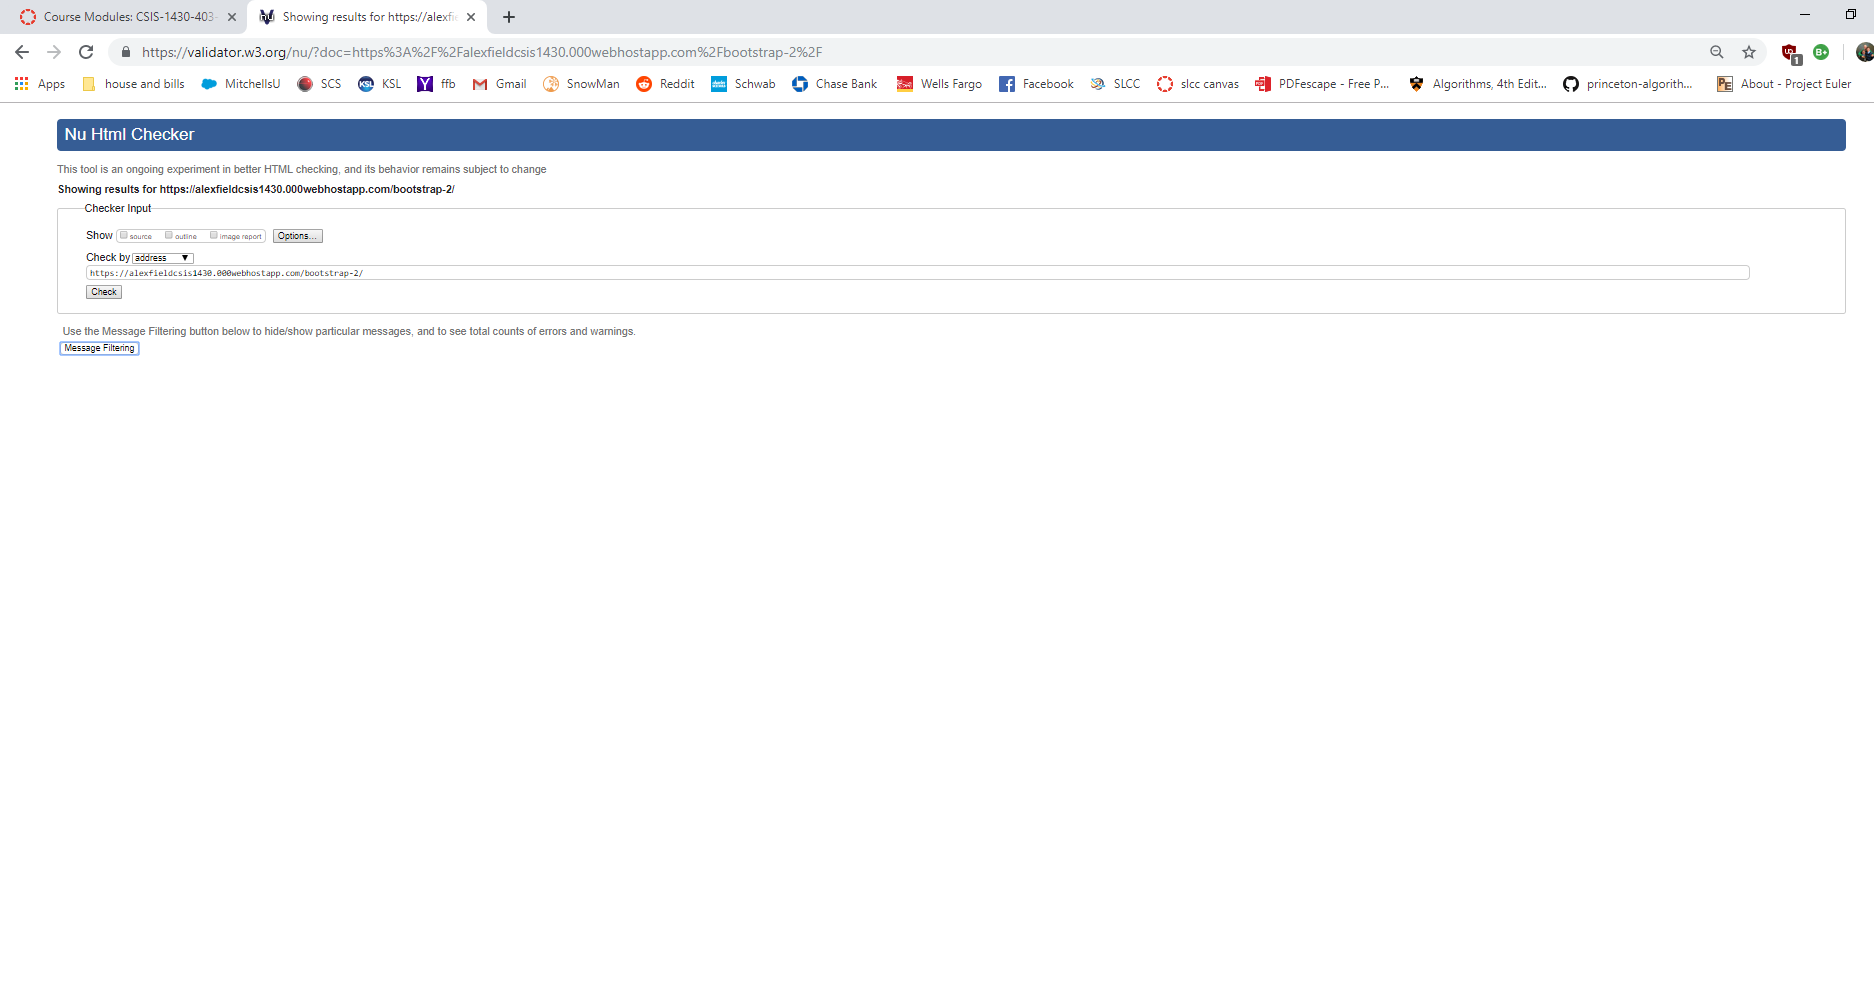 Course Modules: CSIS-1430-403-
Showing results for https://alexfie
https://validator.w3.org/nu/?doc=https%3A%2F%2Falexfieldcsis1430.000webhostapp.com%2Fbootstrap-2%2F
1
B+
Apps house and bills MitchellsU SCS KSL KSL Y ffb Gmail SnowMan Reddit Schwab Chase Bank Wells Fargo Facebook SLCC slcc canvas PDFescape - Free P... Algorithms, 4th Edit... princeton-algorith... PE About - Project Euler
Nu Html Checker
This tool is an ongoing experiment in better HTML checking, and its behavior remains subject to change
Showing results for https://alexfieldcsis1430.000webhostapp.com/bootstrap-2/
Checker Input
Show source outline image report Options...
Check by address
https://alexfieldcsis1430.000webhostapp.com/bootstrap-2/
Check
Use the Message Filtering button below to hide/show particular messages, and to see total counts of errors and warnings.
Message Filtering